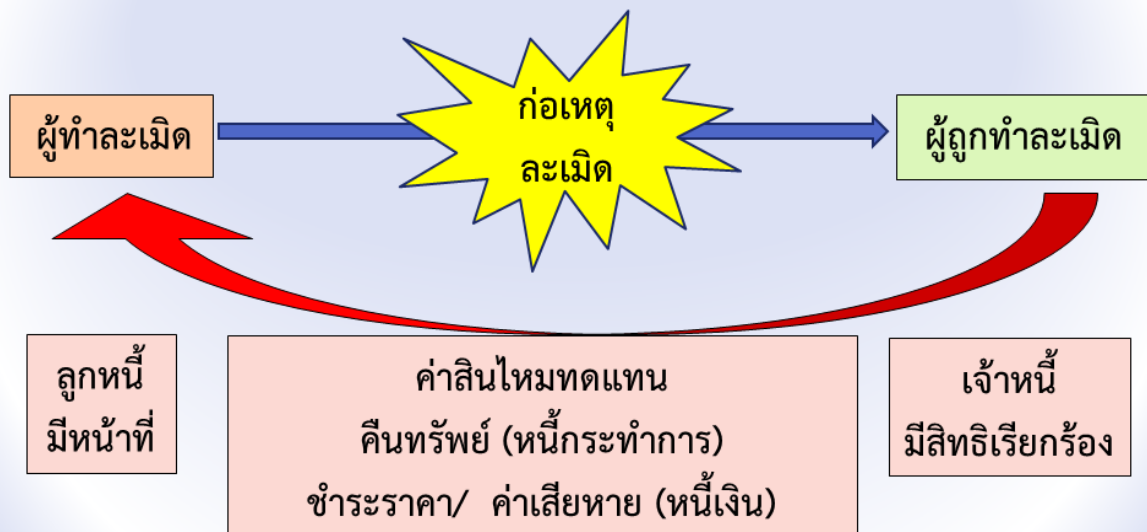 ผู้ทำละเมิด
ก่อเหตุ
ละเมิด
ผู้ถูกทำละเมิด
ลูกหนี้
มีหน้าที่
ค่าสินไหมทดแทน
คืนทรัพย์ (หนี้กระทำการ)
ชำระราคา/ ค่าเสียหาย (หนี้เงิน)
เจ้าหนี้
มีสิทธิเรียกร้อง